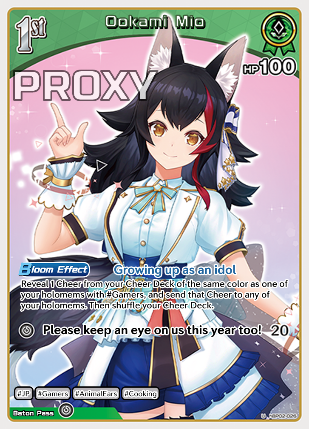 Ookami Mio
1st
HP100
PROXY
Bloom Effect Growing up as an idol
Reveal 1 Cheer from your Cheer Deck of the same color as one of
your holomems with #Gamers, and send that Cheer to any of
your holomems. Then shuffle your Cheer Deck.
Please keep an eye on us this year too! 20
#JP #Gamers #AnimalEars #Cooking
Baton Pass
U